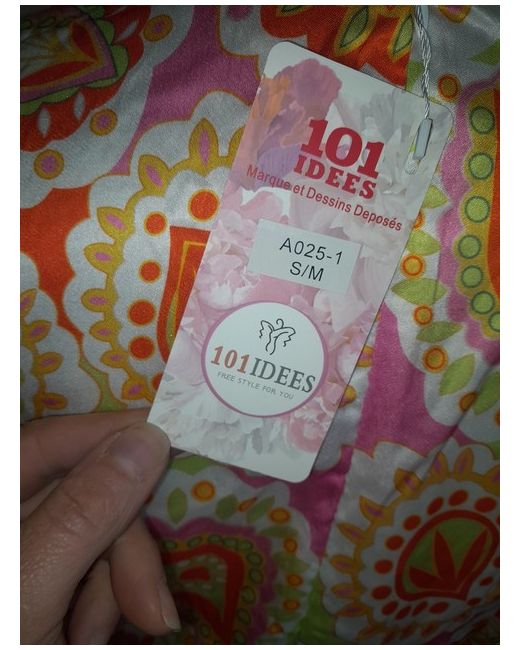 101
IDEES
Marque et Dessins Deposés
A025-1
S/M
101IDEES
FREE STYLE FOR YOU